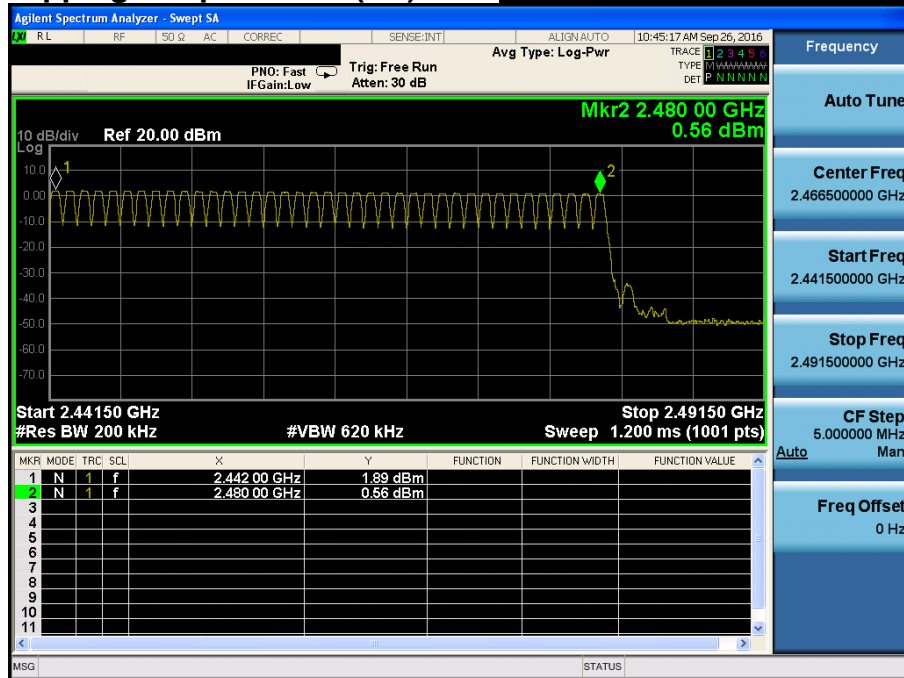 Agilent Spectrum Analyzer - Swept SA
LXI RL RF 50 Ω AC CORREC SENSE:INT ALIGN AUTO 10:45:17 AM Sep 26, 2016
Avg Type: Log-Pwr TRACE 1 2 3 4 5 6
PNO: Fast Trig: Free Run TYPE M WWWWW
IFGain:Low Atten: 30 dB DET P N N N N N
Mkr2 2.480 00 GHz
0.56 dBm
10 dB/div Ref 20.00 dBm
Log
10.0
0.00
-10.0
-20.0
-30.0
-40.0
-50.0
-60.0
-70.0
1
2
Start 2.44150 GHz Stop 2.49150 GHz
#Res BW 200 kHz #VBW 620 kHz Sweep 1.200 ms (1001 pts)
MKR MODE TRC SCL X Y FUNCTION FUNCTION WIDTH FUNCTION VALUE
1 N 1 f 2.442 00 GHz 1.89 dBm
2 N 1 f 2.480 00 GHz 0.56 dBm
3
4
5
6
7
8
9
10
11
MSG STATUS
Frequency
Auto Tune
Center Freq
2.466500000 GHz
Start Freq
2.441500000 GHz
Stop Freq
2.491500000 GHz
CF Step
5.000000 MHz
Auto Man
Freq Offset
0 Hz